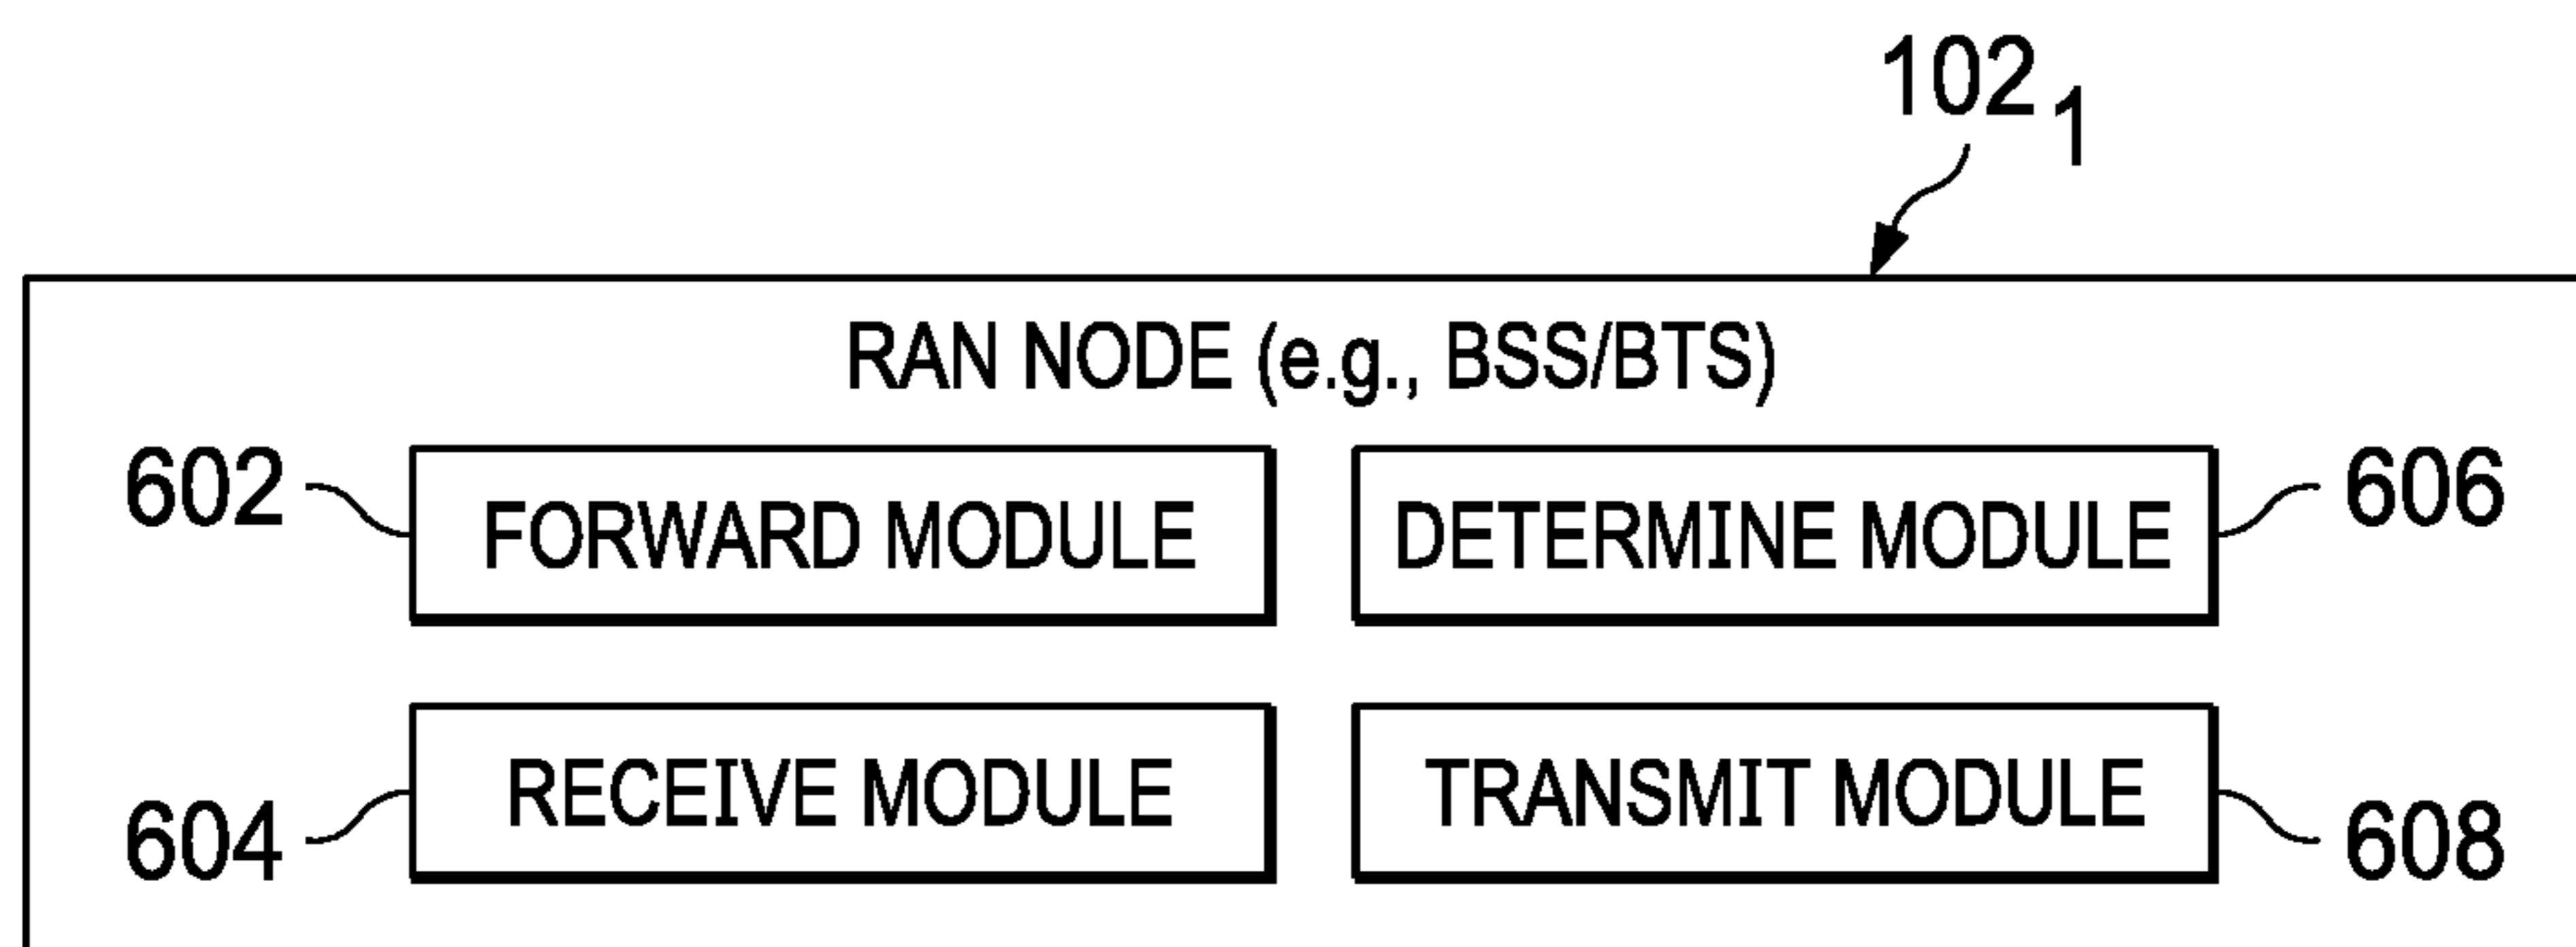 102 1
RAN NODE (e.g., BSS/BTS)
602 FORWARD MODULE DETERMINE MODULE 606
604 RECEIVE MODULE TRANSMIT MODULE 608